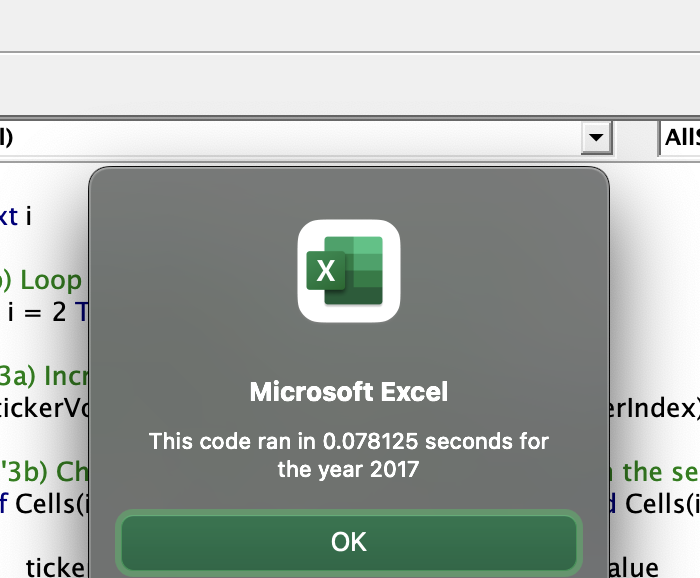 l) AllS
xt i
) Loop
i = 2 T
3a) Incr
tickerVo erIndex)
'3b) Ch the se
f Cells(i d Cells(i
ticke alue
X
Microsoft Excel
This code ran in 0.078125 seconds for
the year 2017
OK